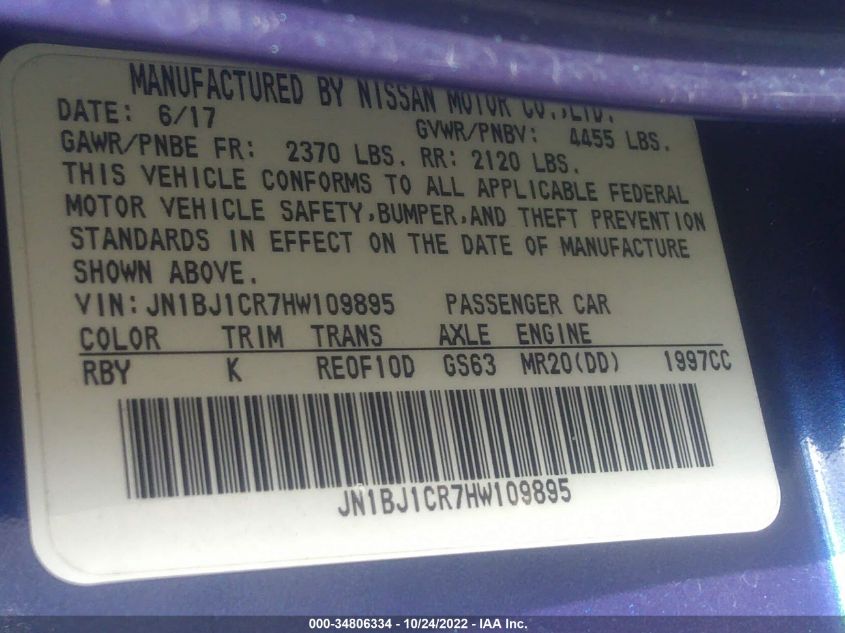 MANUFACTURED BY NISSAN MOTOR CO.,LTD.
DATE: 6/17 GVWR/PNBV: 4455 LBS.
GAWR/PNBE FR: 2370 LBS. RR: 2120 LBS.
THIS VEHICLE CONFORMS TO ALL APPLICABLE FEDERAL
MOTOR VEHICLE SAFETY,BUMPER,AND THEFT PREVENTION
STANDARDS IN EFFECT ON THE DATE OF MANUFACTURE
SHOWN ABOVE.
VIN: JN1BJ1CR7HW109895 PASSENGER CAR
COLOR TRIM TRANS AXLE ENGINE
RBY K RE0F10D GS63 MR20(DD) 1997CC
JN1BJ1CR7HW109895
000-34806334 - 10/24/2022 - IAA Inc.